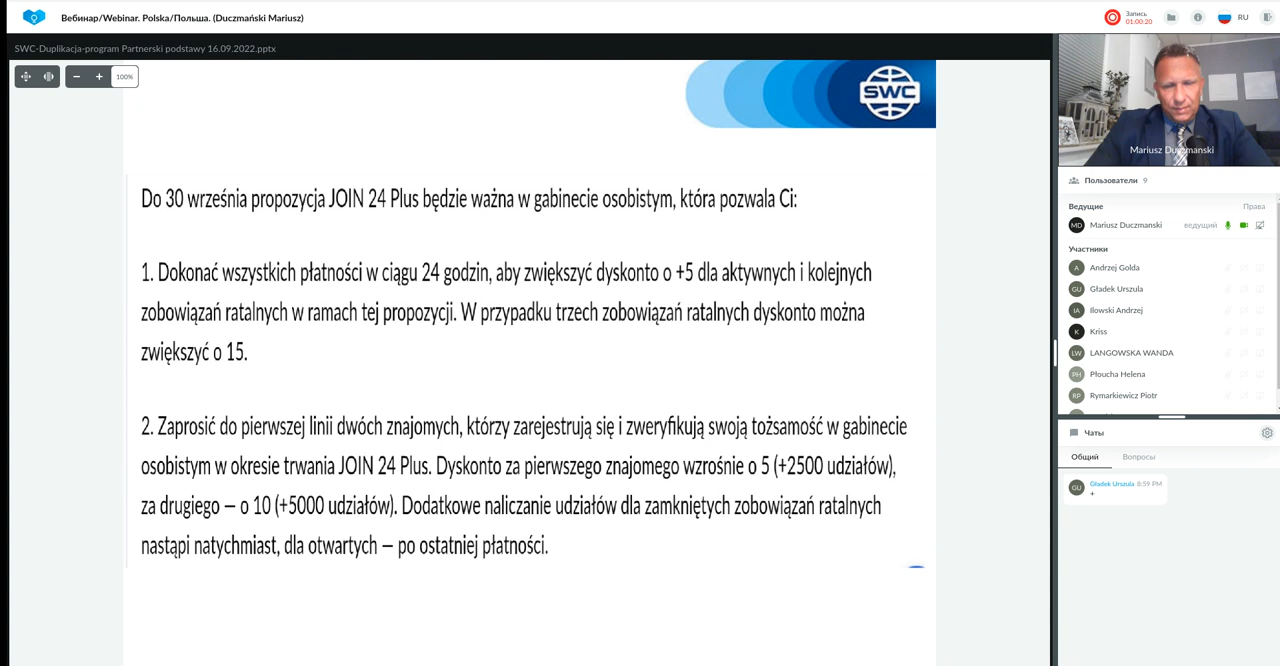 Вебинар/Webinar. Polska/Польша. (Duczmański Mariusz)
Запись
01:00:20
RU
SWC-Duplikacja-program Partnerski podstawy 16.09.2022.pptx
100%
SWC
Do 30 września propozycja JOIN 24 Plus będzie ważna w gabinecie osobistym, która pozwala Ci:
1. Dokonać wszystkich płatności w ciągu 24 godzin, aby zwiększyć dyskonto o +5 dla aktywnych i kolejnych
zobowiązań ratalnych w ramach tej propozycji. W przypadku trzech zobowiązań ratalnych dyskonto można
zwiększyć o 15.
2. Zaprosić do pierwszej linii dwóch znajomych, którzy zarejestrują się i zweryfikują swoją tożsamość w gabinecie
osobistym w okresie trwania JOIN 24 Plus. Dyskonto za pierwszego znajomego wzrośnie o 5 (+2500 udziałów),
za drugiego — o 10 (+5000 udziałów). Dodatkowe naliczanie udziałów dla zamkniętych zobowiązań ratalnych
nastąpi natychmiast, dla otwartych — po ostatniej płatności.
Mariusz Duczmanski
Пользователи 9
Ведущие Права
MD Mariusz Duczmanski ведущий
Участники
A Andrzej Golda
GU Gładek Urszula
IA Ilowski Andrzej
K Kriss
LW LANGOWSKA WANDA
PH Płoucha Helena
RP Rymarkiewicz Piotr
Чаты
Общий Вопросы
GU Gładek Urszula 8:59 PM
+